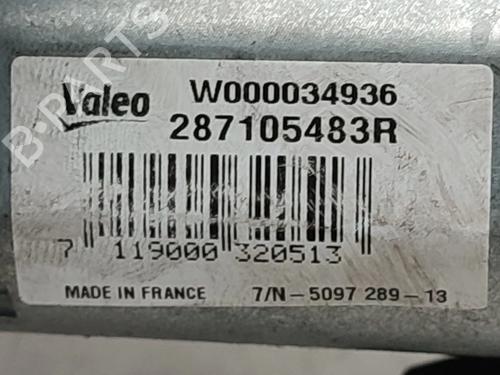 B-PARTS
Valeo W000034936
287105483R
7 119000 320513
MADE IN FRANCE 7/N-5097 289-13